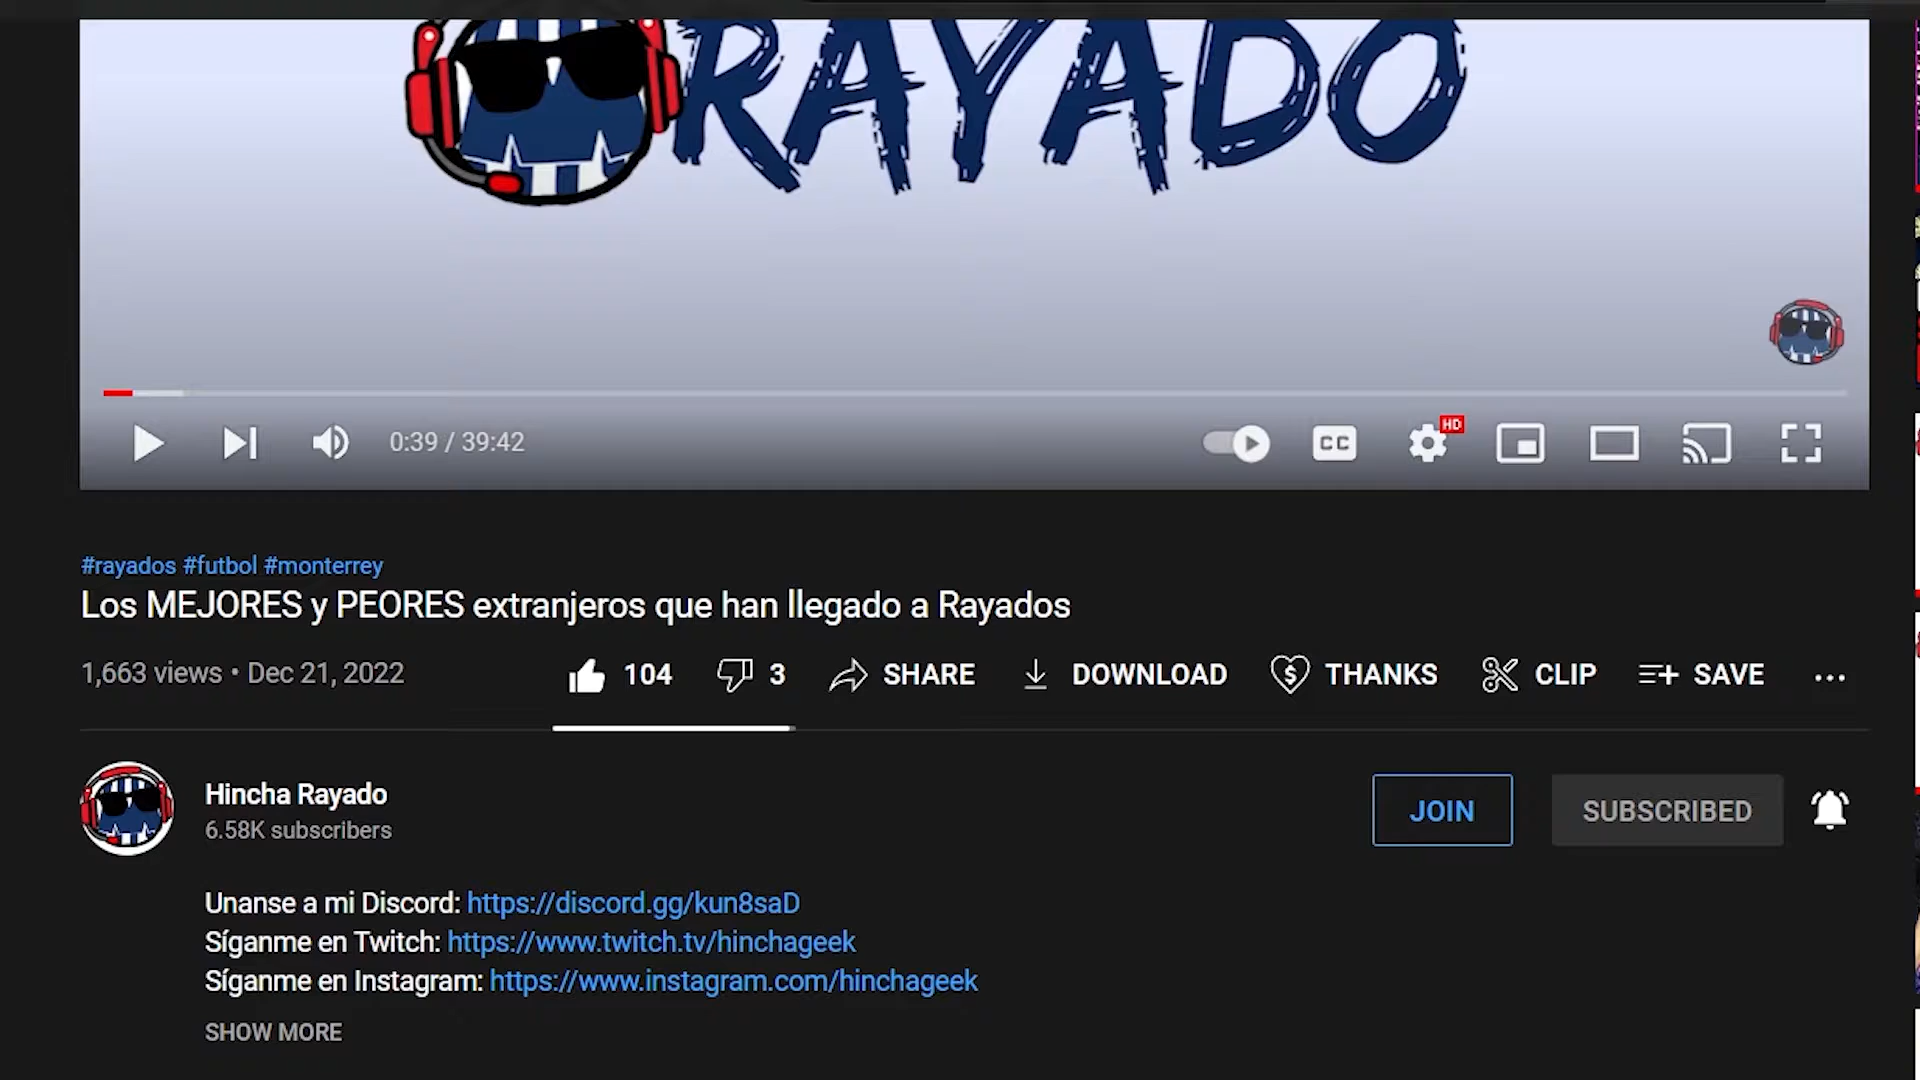 RAYADO
0:39 / 39:42
CC
HD
#rayados #futbol #monterrey
Los MEJORES y PEORES extranjeros que han llegado a Rayados
1,663 views • Dec 21, 2022
104
3
SHARE
DOWNLOAD
THANKS
CLIP
SAVE
Hincha Rayado
6.58K subscribers
JOIN
SUBSCRIBED
Unanse a mi Discord: https://discord.gg/kun8saD
Síganme en Twitch: https://www.twitch.tv/hinchageek
Síganme en Instagram: https://www.instagram.com/hinchageek
SHOW MORE